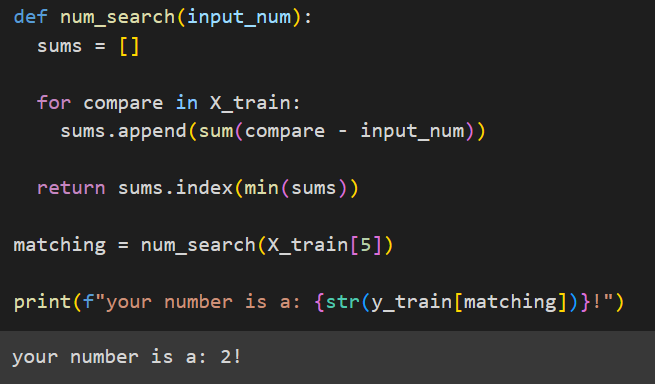 def num_search(input_num):
  sums = []
  for compare in X_train:
    sums.append(sum(compare - input_num))
  return sums.index(min(sums))
matching = num_search(X_train[5])
print(f"your number is a: {str(y_train[matching])}!")
your number is a: 2!